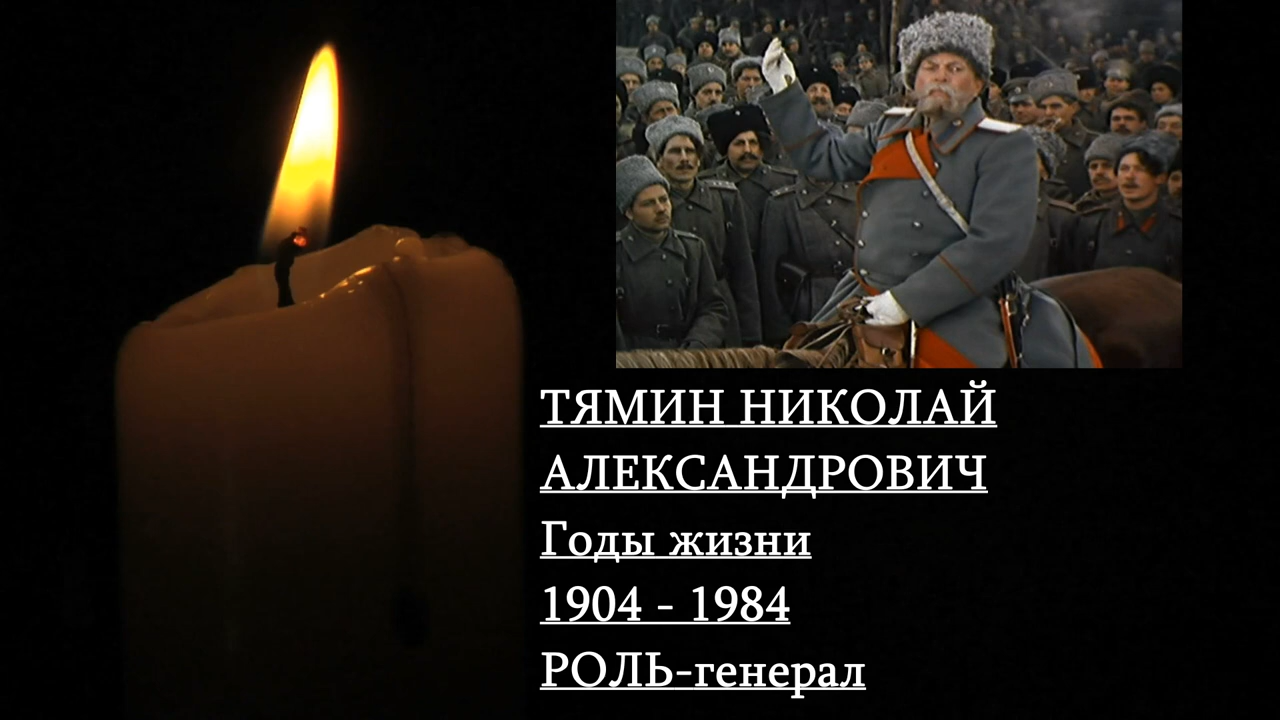 ТЯМИН НИКОЛАЙ
АЛЕКСАНДРОВИЧ
Годы жизни
1904 - 1984
РОЛЬ-генерал